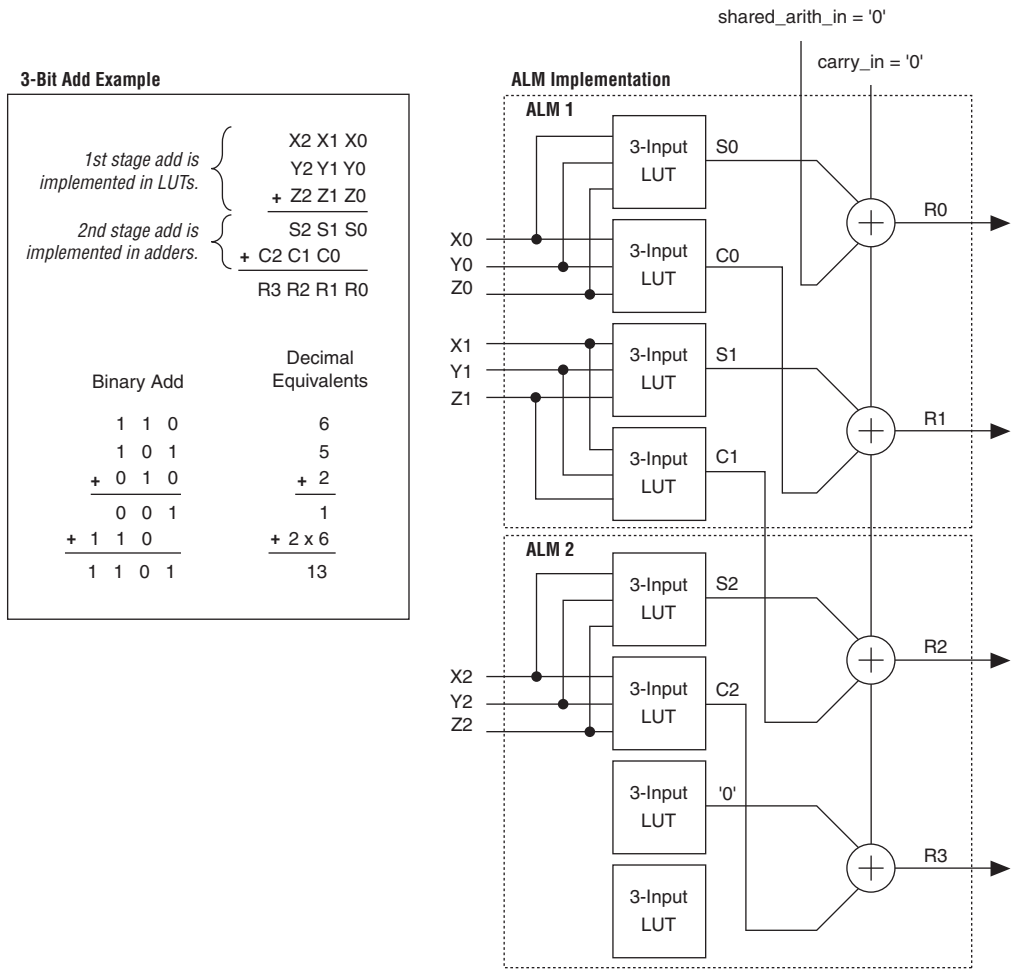 shared_arith_in = '0'
carry_in = '0'
3-Bit Add Example
1st stage add is
implemented in LUTs.
2nd stage add is
implemented in adders.
X2 X1 X0
Y2 Y1 Y0
+ Z2 Z1 Z0
S2 S1 S0
+ C2 C1 C0
R3 R2 R1 R0
Binary Add
1 1 0
1 0 1
+ 0 1 0
0 0 1
+ 1 1 0
1 1 0 1
Decimal
Equivalents
6
5
+ 2
1
+ 2 x 6
13
ALM Implementation
ALM 1
X0
Y0
Z0
X1
Y1
Z1
3-Input
LUT
S0
3-Input
LUT
C0
3-Input
LUT
S1
3-Input
LUT
C1
R0
R1
ALM 2
X2
Y2
Z2
3-Input
LUT
S2
3-Input
LUT
C2
3-Input
LUT
'0'
3-Input
LUT
R2
R3